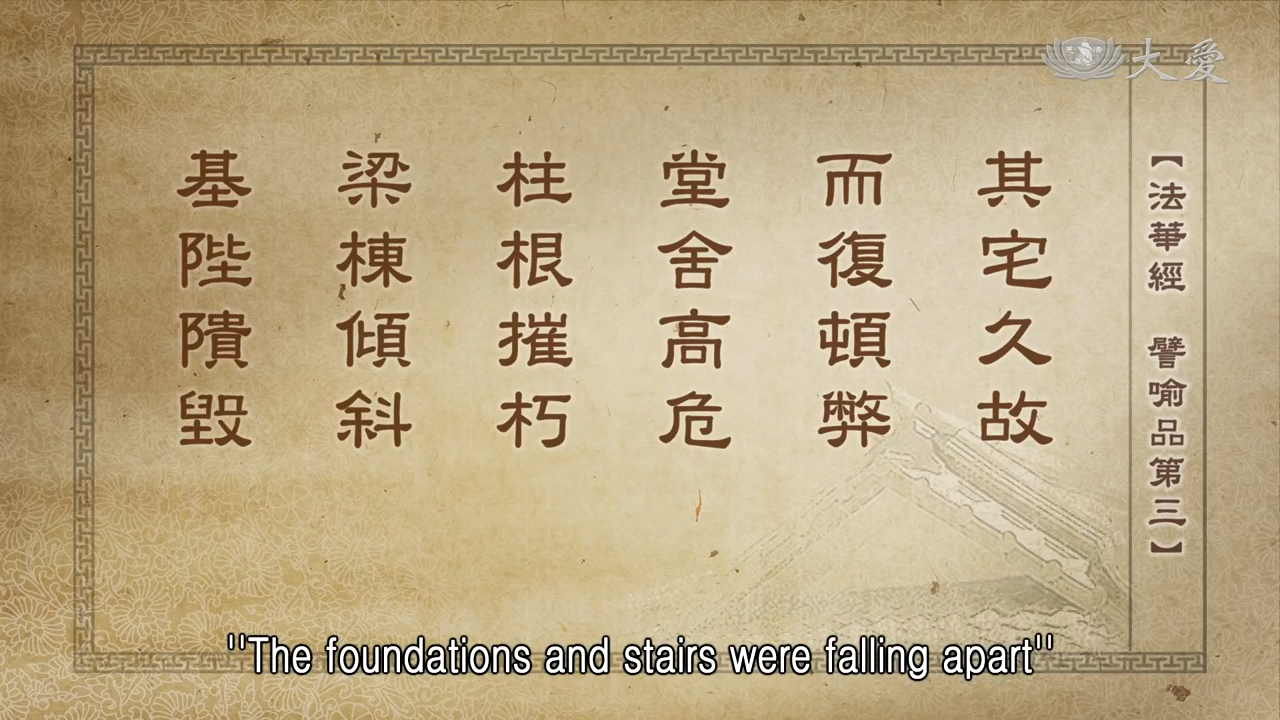 【法華經 譬喻品第三】
其宅久故
而復頓弊
堂舍高危
柱根摧朽
梁棟傾斜
基陛隤毀
大愛
"The foundations and stairs were falling apart"